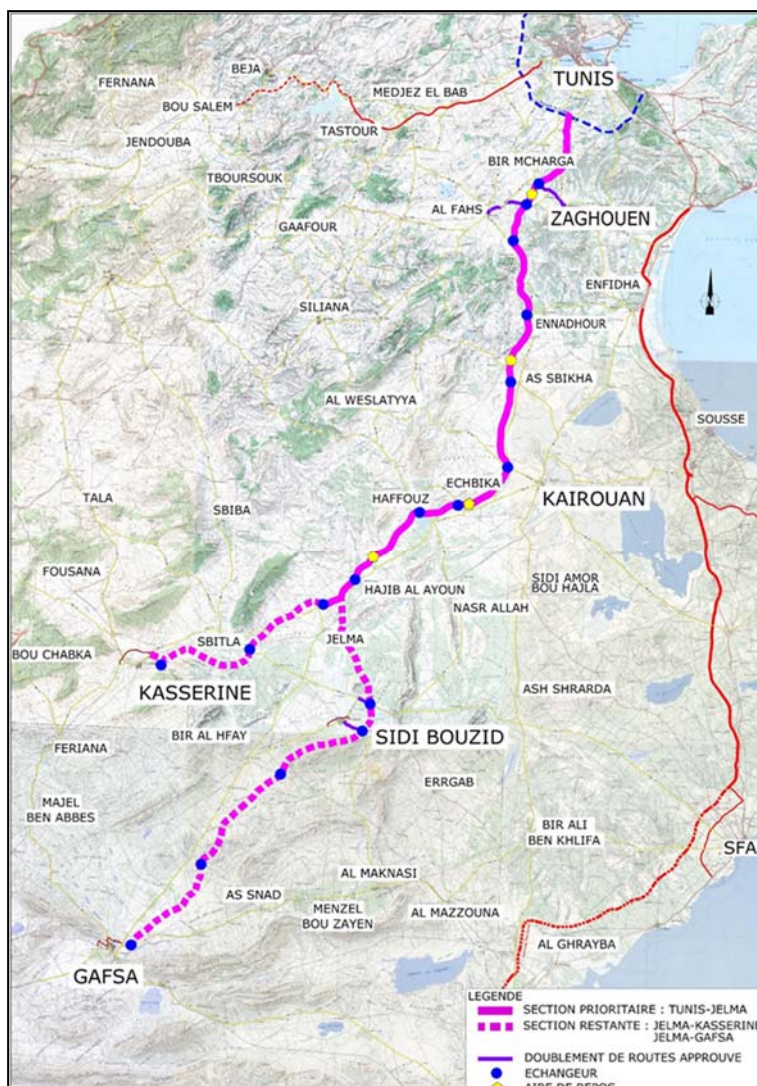 TUNIS
BEJA
FERNANA
MEDJEZ EL BAB
BOU SALEM
TASTOUR
JENDOUBA
BIR MCHARGA
TBOURSOUK
AL FAHS
ZAGHOUEN
GAAFOUR
ENFIDHA
SILIANA
ENNADHOUR
AS SBIKHA
AL WESLATYYA
SOUSSE
ECHBIKA
HAFFOUZ
TALA
KAIROUAN
SBIBA
FOUSANA
SIDI AMOR
BOU HAJLA
HAJIB AL AYOUN
NASR ALLAH
SBITLA
JELMA
BOU CHABKA
KASSERINE
ASH SHRARDA
BIR AL HFAY
SIDI BOUZID
FERIANA
ERRGAB
MAJEL
BEN ABBES
BIR ALI
BEN KHLIFA
SFA
AL MAKNASI
AS SNAD
MENZEL
BOU ZAYEN
AL MAZZOUNA
AL GHRAYBA
GAFSA
LEGENDE
SECTION PRIORITAIRE : TUNIS-JELMA
SECTION RESTANTE : JELMA-KASSERINE
JELMA-GAFSA
DOUBLEMENT DE ROUTES APPROUVE
ECHANGEUR
AIRE DE REPOS